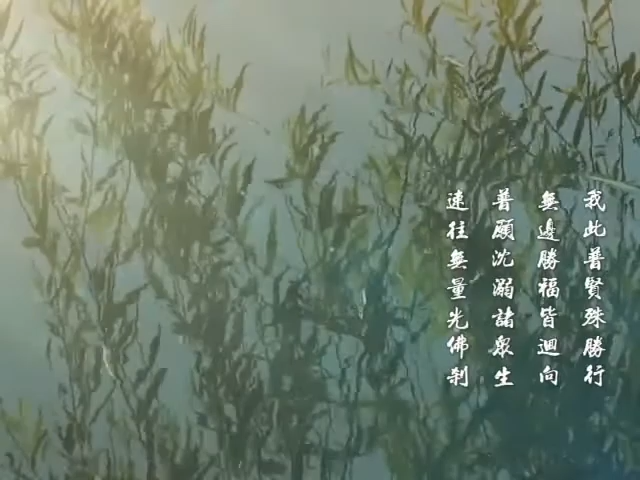 我此普賢殊勝行
無邊勝福皆迴向
普願沈溺諸眾生
速往無量光佛剎